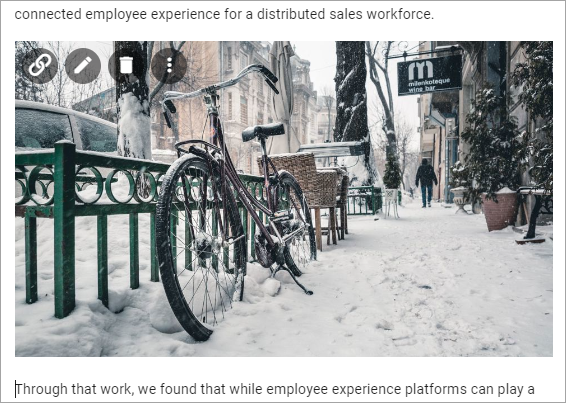 connected employee experience for a distributed sales workforce.
m
milenkoteque
wine bar
Through that work, we found that while employee experience platforms can play a